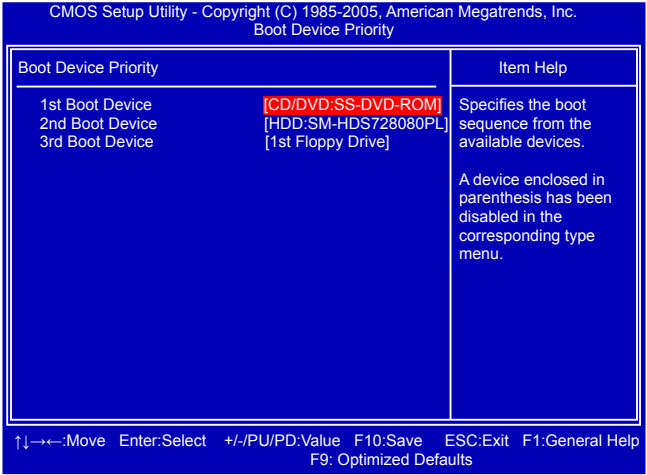 CMOS Setup Utility - Copyright (C) 1985-2005, American Megatrends, Inc.
Boot Device Priority
Boot Device Priority
1st Boot Device [CD/DVD:SS-DVD-ROM]
2nd Boot Device [HDD:SM-HDS728080PL]
3rd Boot Device [1st Floppy Drive]
Item Help
Specifies the boot
sequence from the
available devices.
A device enclosed in
parenthesis has been
disabled in the
corresponding type
menu.
↑↓→←:Move Enter:Select +/-/PU/PD:Value F10:Save ESC:Exit F1:General Help
F9: Optimized Defaults